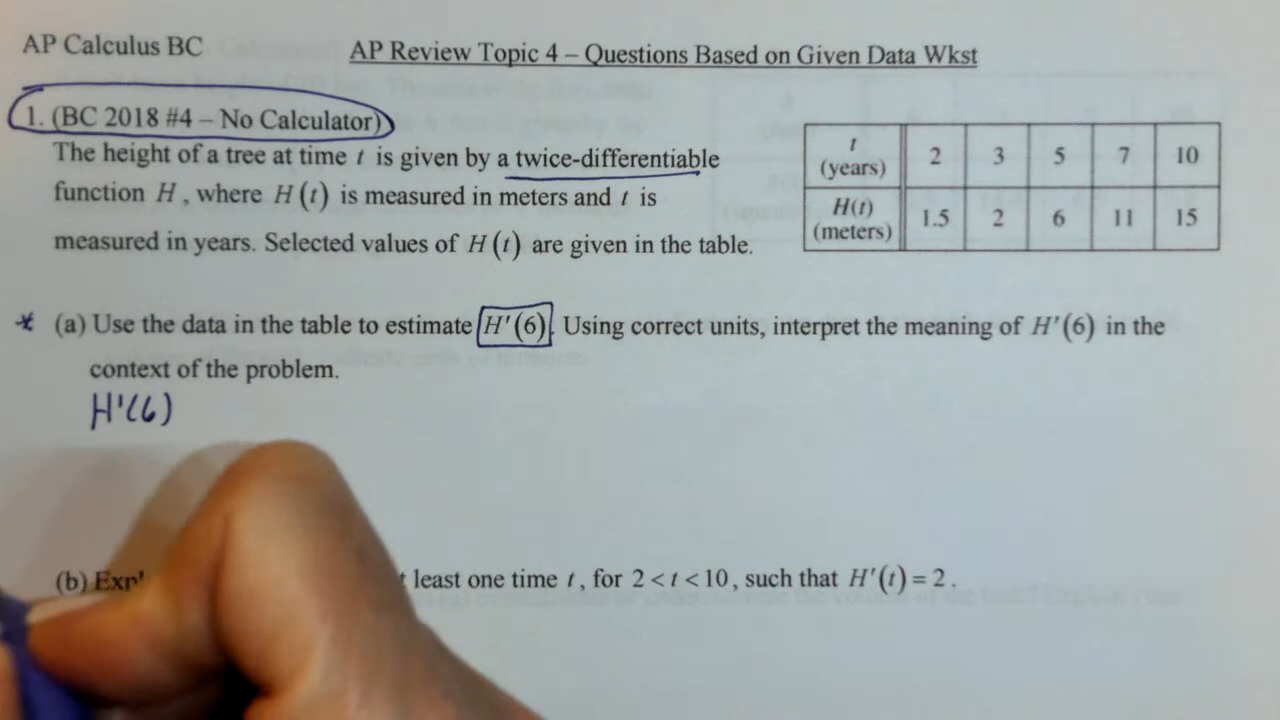 AP Calculus BC
AP Review Topic 4 – Questions Based on Given Data Wkst
1. (BC 2018 #4 – No Calculator)
The height of a tree at time t is given by a twice-differentiable
function H, where H(t) is measured in meters and t is
measured in years. Selected values of H(t) are given in the table.
t (years) 2 3 5 7 10
H(t) (meters) 1.5 2 6 11 15
* (a) Use the data in the table to estimate H'(6). Using correct units, interpret the meaning of H'(6) in the
context of the problem.
H'(6)
(b) least one time t, for 2 < t < 10, such that H'(t) = 2.